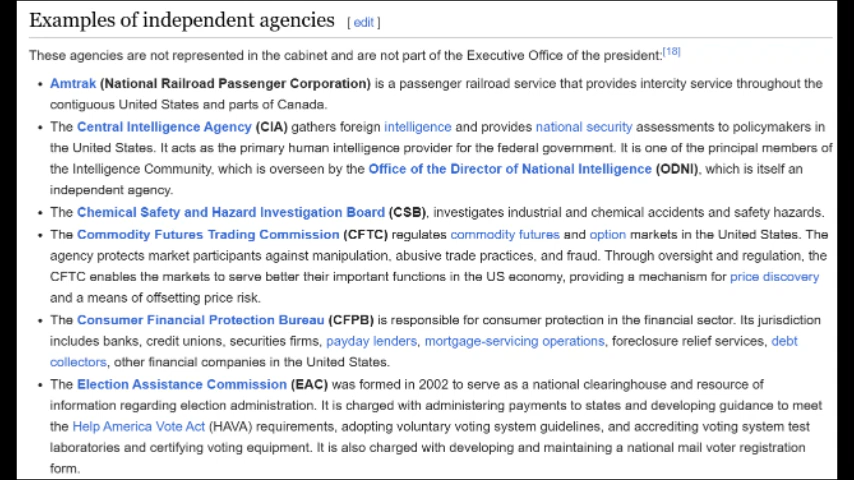 Examples of independent agencies [ edit ]
These agencies are not represented in the cabinet and are not part of the Executive Office of the president:[18]
• Amtrak (National Railroad Passenger Corporation) is a passenger railroad service that provides intercity service throughout the
contiguous United States and parts of Canada.
• The Central Intelligence Agency (CIA) gathers foreign intelligence and provides national security assessments to policymakers in
the United States. It acts as the primary human intelligence provider for the federal government. It is one of the principal members of
the Intelligence Community, which is overseen by the Office of the Director of National Intelligence (ODNI), which is itself an
independent agency.
• The Chemical Safety and Hazard Investigation Board (CSB), investigates industrial and chemical accidents and safety hazards.
• The Commodity Futures Trading Commission (CFTC) regulates commodity futures and option markets in the United States. The
agency protects market participants against manipulation, abusive trade practices, and fraud. Through oversight and regulation, the
CFTC enables the markets to serve better their important functions in the US economy, providing a mechanism for price discovery
and a means of offsetting price risk.
• The Consumer Financial Protection Bureau (CFPB) is responsible for consumer protection in the financial sector. Its jurisdiction
includes banks, credit unions, securities firms, payday lenders, mortgage-servicing operations, foreclosure relief services, debt
collectors, other financial companies in the United States.
• The Election Assistance Commission (EAC) was formed in 2002 to serve as a national clearinghouse and resource of
information regarding election administration. It is charged with administering payments to states and developing guidance to meet
the Help America Vote Act (HAVA) requirements, adopting voluntary voting system guidelines, and accrediting voting system test
laboratories and certifying voting equipment. It is also charged with developing and maintaining a national mail voter registration
form.